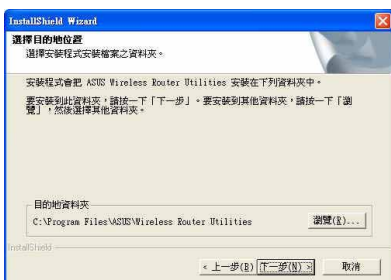 InstallShield Wizard
選擇目的地位置
選擇安裝程式安裝檔案之資料夾。
安裝程式會把 ASUS Wireless Router Utilities 安裝在下列資料夾中。
要安裝到此資料夾,請按一下「下一步」。要安裝到其他資料夾,請按一下「瀏
覽」,然後選擇其他資料夾。
目的地資料夾
C:\Program Files\ASUS\Wireless Router Utilities
瀏覽(R)...
InstallShield
< 上一步(B)
下一步(N) >
取消